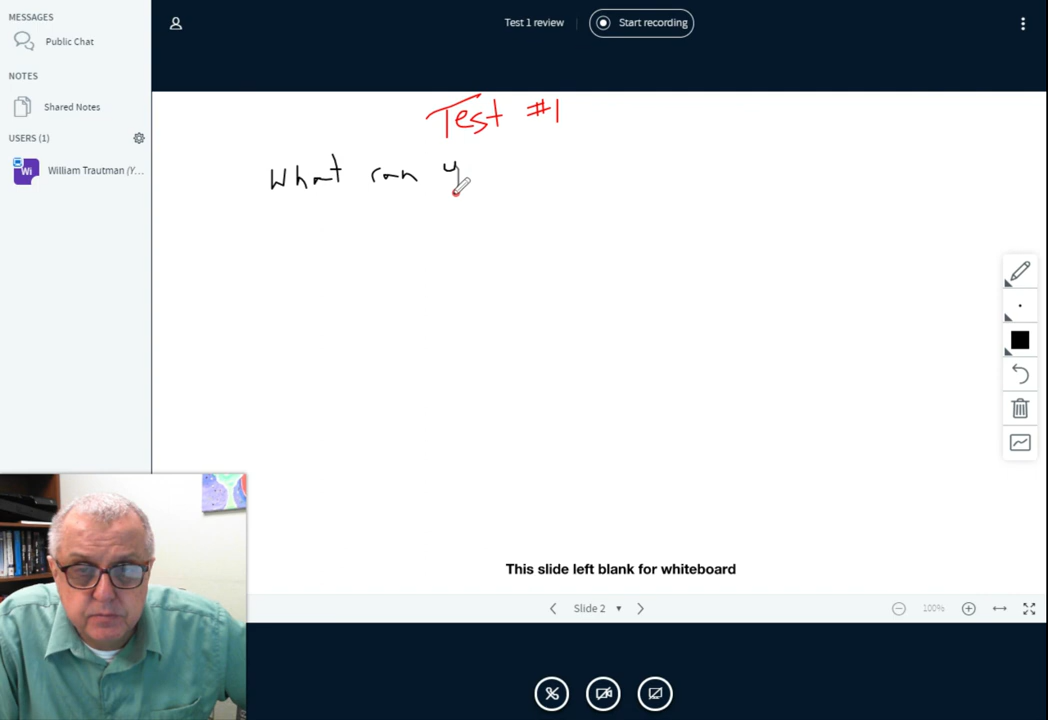 MESSAGES
Public Chat
NOTES
Shared Notes
USERS (1)
William Trautman (Y...
Wi
Test 1 review
Start recording
Test #1
What can y
This slide left blank for whiteboard
Slide 2
100%